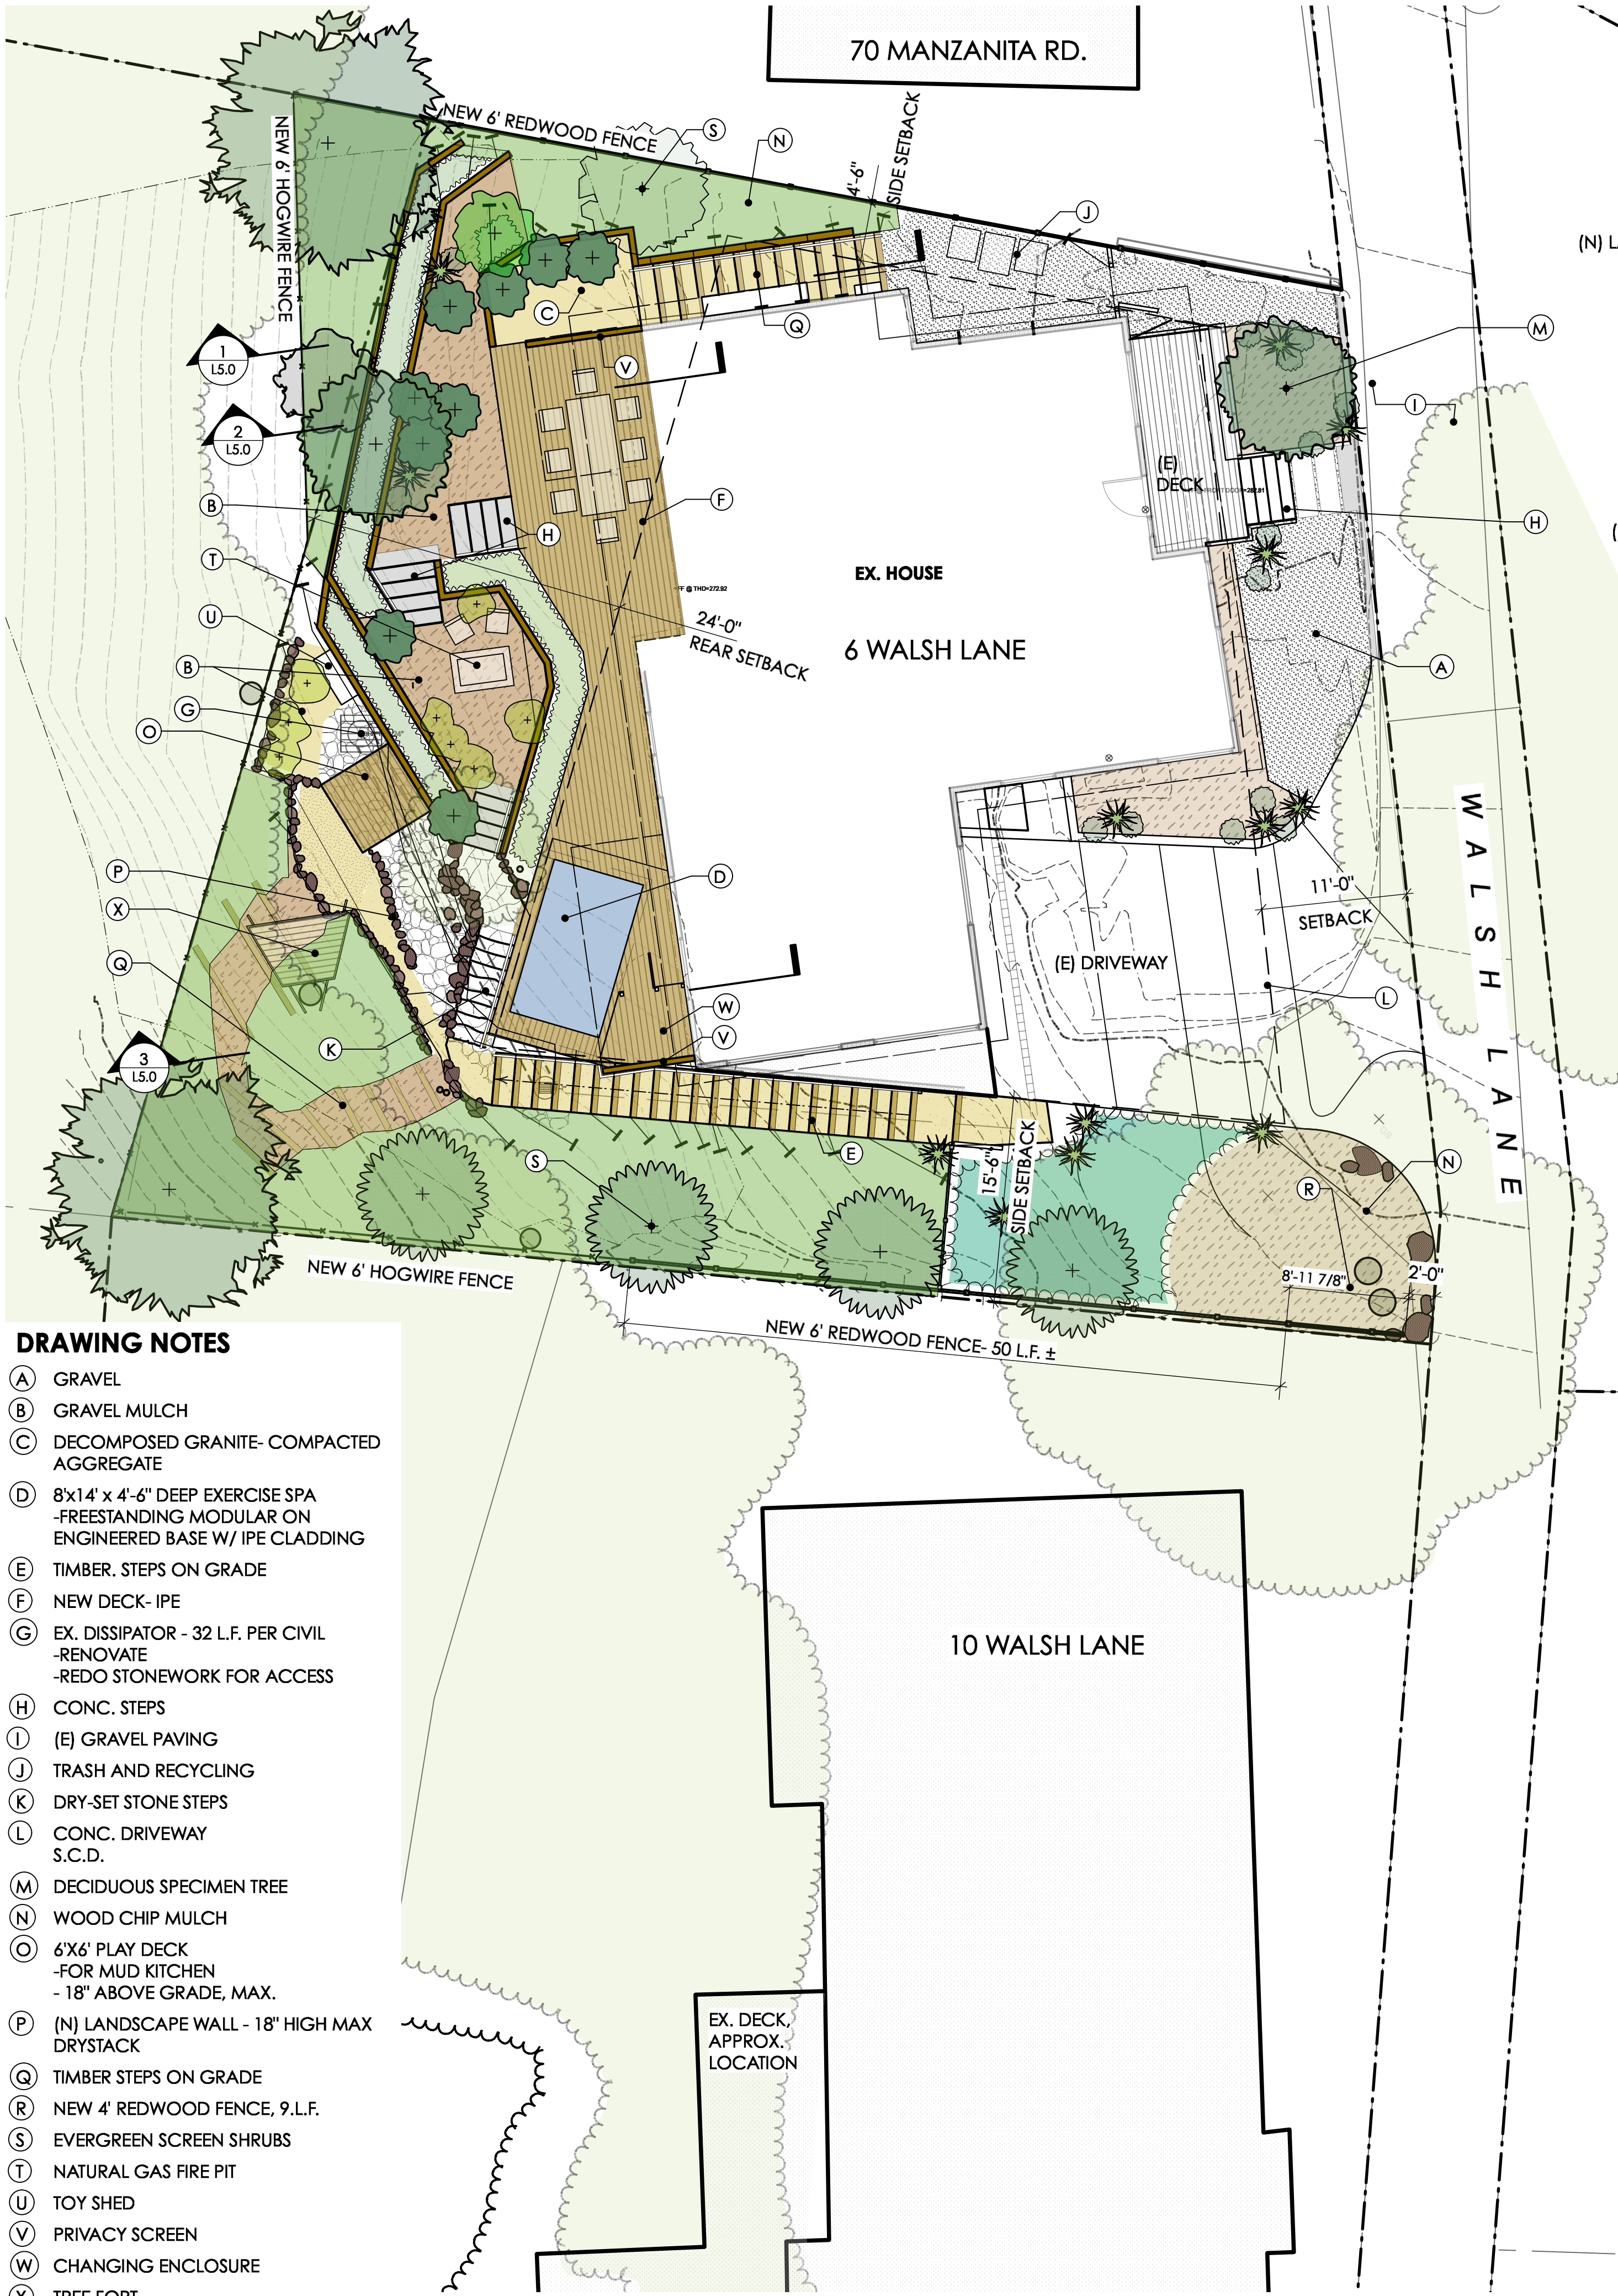 70 MANZANITA RD.
NEW 6' REDWOOD FENCE
S
N
4'-6"
SIDE SETBACK
J
(N) L
NEW 6' HOGWIRE FENCE
C
Q
M
1
L5.0
V
I
2
L5.0
(E)
DECK
B
F
H
H
T
EX. HOUSE
FF @ THD=272.92
U
24'-0"
REAR SETBACK
6 WALSH LANE
A
B
G
O
WALSH LANE
P
D
11'-0"
SETBACK
X
Q
(E) DRIVEWAY
L
W
V
K
3
L5.0
S
E
15'-6"
SIDE SETBACK
N
R
NEW 6' HOGWIRE FENCE
8'-11 7/8"
2'-0"
NEW 6' REDWOOD FENCE- 50 L.F. ±
DRAWING NOTES
A GRAVEL
B GRAVEL MULCH
C DECOMPOSED GRANITE- COMPACTED
AGGREGATE
D 8'x14' x 4'-6" DEEP EXERCISE SPA
-FREESTANDING MODULAR ON
ENGINEERED BASE W/ IPE CLADDING
E TIMBER. STEPS ON GRADE
F NEW DECK- IPE
G EX. DISSIPATOR - 32 L.F. PER CIVIL
-RENOVATE
-REDO STONEWORK FOR ACCESS
H CONC. STEPS
I (E) GRAVEL PAVING
J TRASH AND RECYCLING
K DRY-SET STONE STEPS
L CONC. DRIVEWAY
S.C.D.
M DECIDUOUS SPECIMEN TREE
N WOOD CHIP MULCH
O 6'X6' PLAY DECK
-FOR MUD KITCHEN
- 18" ABOVE GRADE, MAX.
P (N) LANDSCAPE WALL - 18" HIGH MAX
DRYSTACK
Q TIMBER STEPS ON GRADE
R NEW 4' REDWOOD FENCE, 9.L.F.
S EVERGREEN SCREEN SHRUBS
T NATURAL GAS FIRE PIT
U TOY SHED
V PRIVACY SCREEN
W CHANGING ENCLOSURE
X TREE FORT
10 WALSH LANE
EX. DECK,
APPROX.
LOCATION